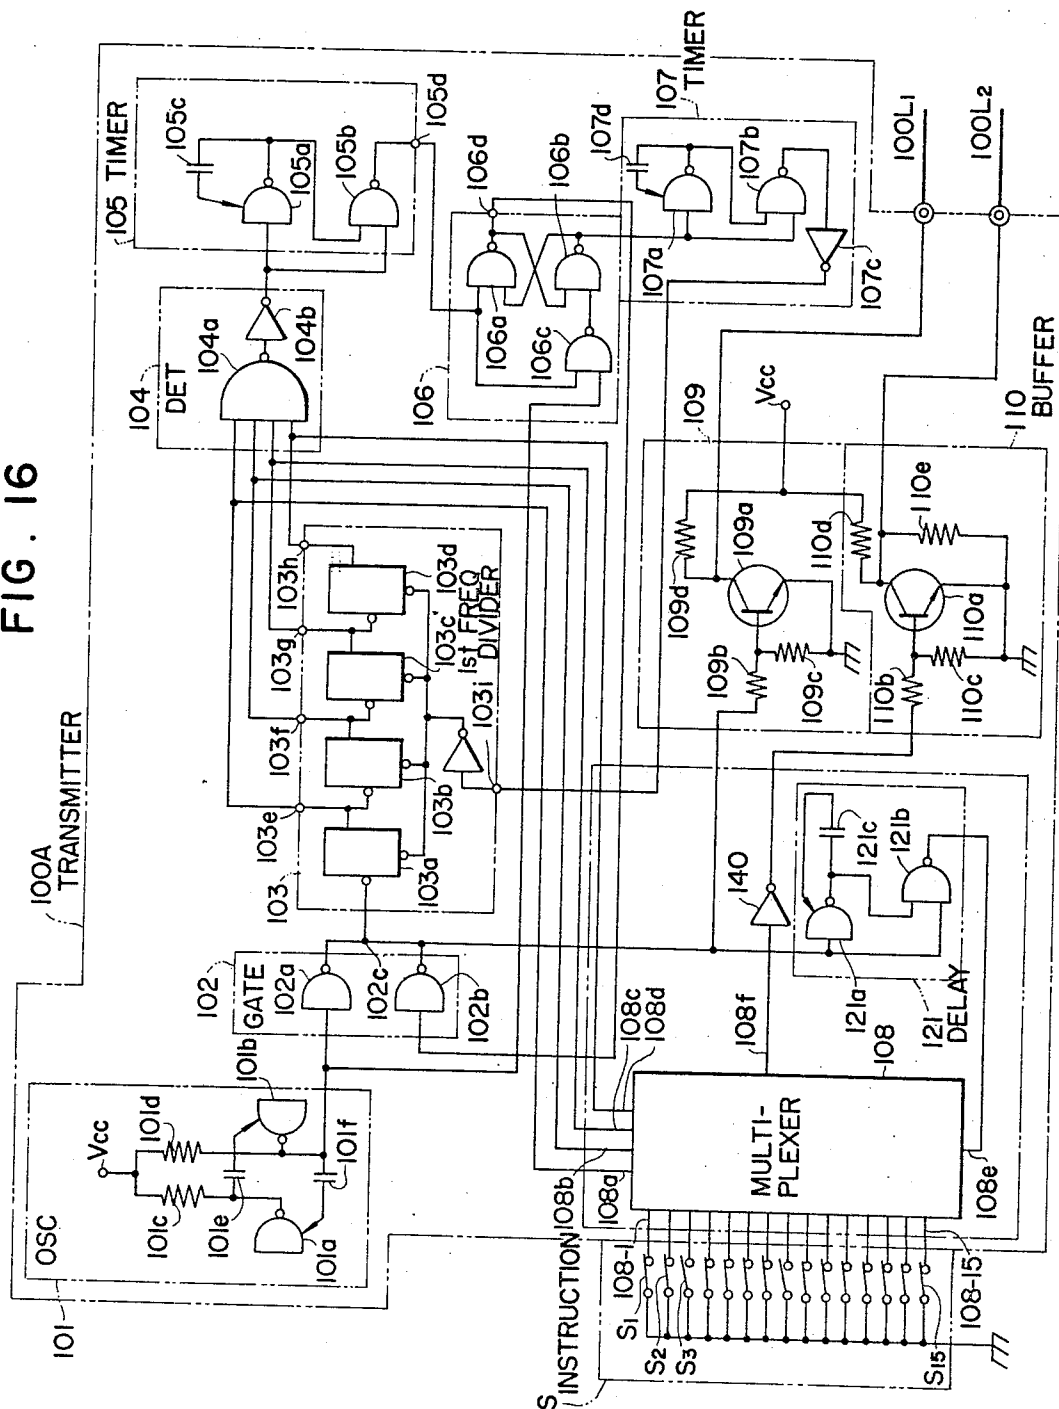 FIG. 16
100A
TRANSMITTER
101
OSC
Vcc
101c
101d
101e
101b
101a
101f
102
GATE
102a
102c
102b
103
103e
103f
103g
103h
103a
103b
103c
103d
1st FREQ
DIVIDER
103i
104
DET
104a
104b
105 TIMER
105c
105a
105b
105d
106
106d
106a
106b
106c
107
TIMER
107d
107a
107b
107c
100L1
100L2
S INSTRUCTION
S1
S2
S3
S15
108-1
108-15
108a
108b
108c
108d
108e
108f
108
MULTI-
PLEXER
140
121
DELAY
121a
121b
121c
109
Vcc
109d
109a
109b
109c
110
BUFFER
110d
110e
110a
110b
110c